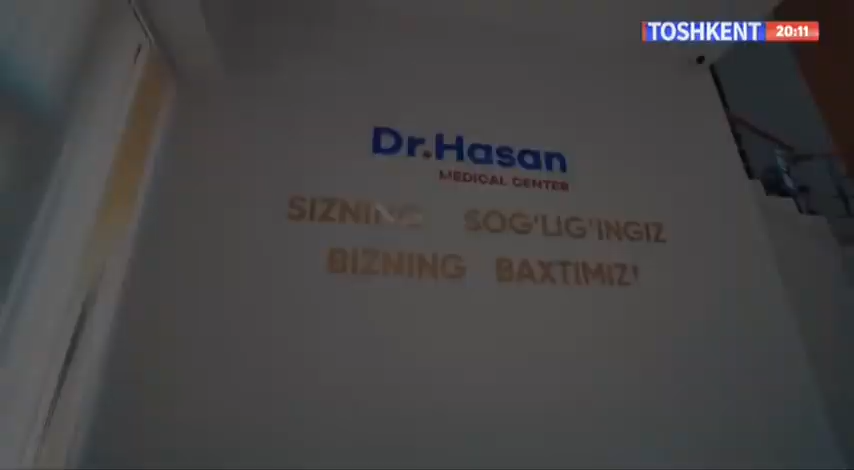 TOSHKENT 20:11
Dr.Hasan
MEDICAL CENTER
SIZNING SOG'LIG'INGIZ
BIZNING BAXTIMIZ!